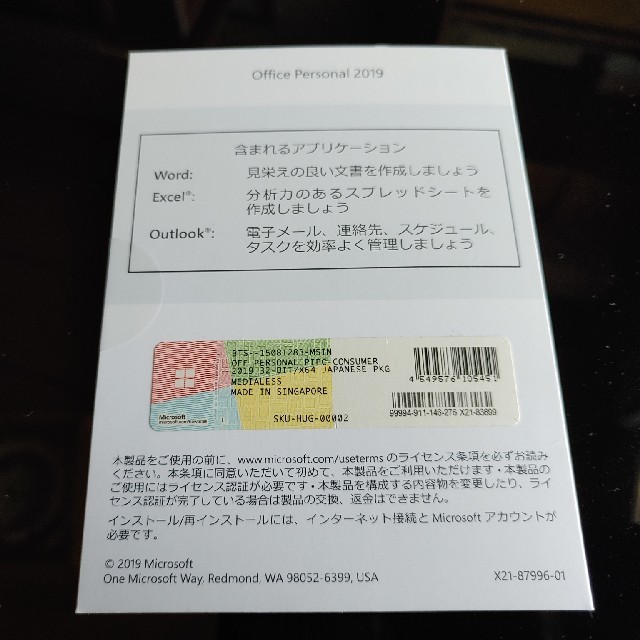 Office Personal 2019
含まれるアプリケーション
Word: 見栄えの良い文書を作成しましょう
Excel®: 分析力のあるスプレッドシートを
作成しましょう
Outlook®: 電子メール、連絡先、スケジュール、
タスクを効率よく管理しましょう
BTS--15081283-MSIN
OFF PERSONAL PIPC CONSUMER
2019 32-BIT/X64 JAPANESE PKG
MEDIALESS
MADE IN SINGAPORE
SKU-HUG-00002
Microsoft
4 549576 105451
99994-911-146-276 X21-83899
本製品をご使用の前に、www.microsoft.com/useterms のライセンス条項を必ずお読み
ください。本条項に同意いただいて初めて、本製品をご利用いただけます・本製品の
ご使用にはライセンス認証が必要です・本製品を構成する内容物を変更したり、ライ
センス認証が完了している場合は製品の交換、返金はできません。
インストール/再インストールには、インターネット接続と Microsoft アカウントが
必要です。
© 2019 Microsoft
One Microsoft Way, Redmond, WA 98052-6399, USA
X21-87996-01